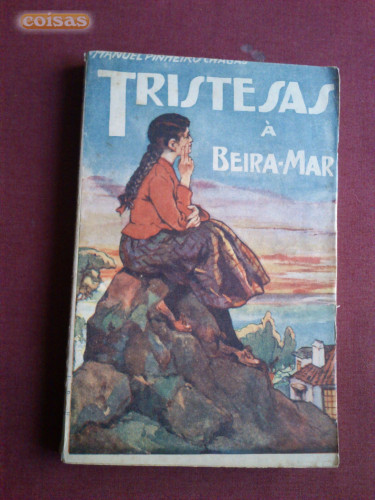 coisas
MANUEL PINHEIRO CHAGAS
TRISTESAS
À
BEIRA-MAR